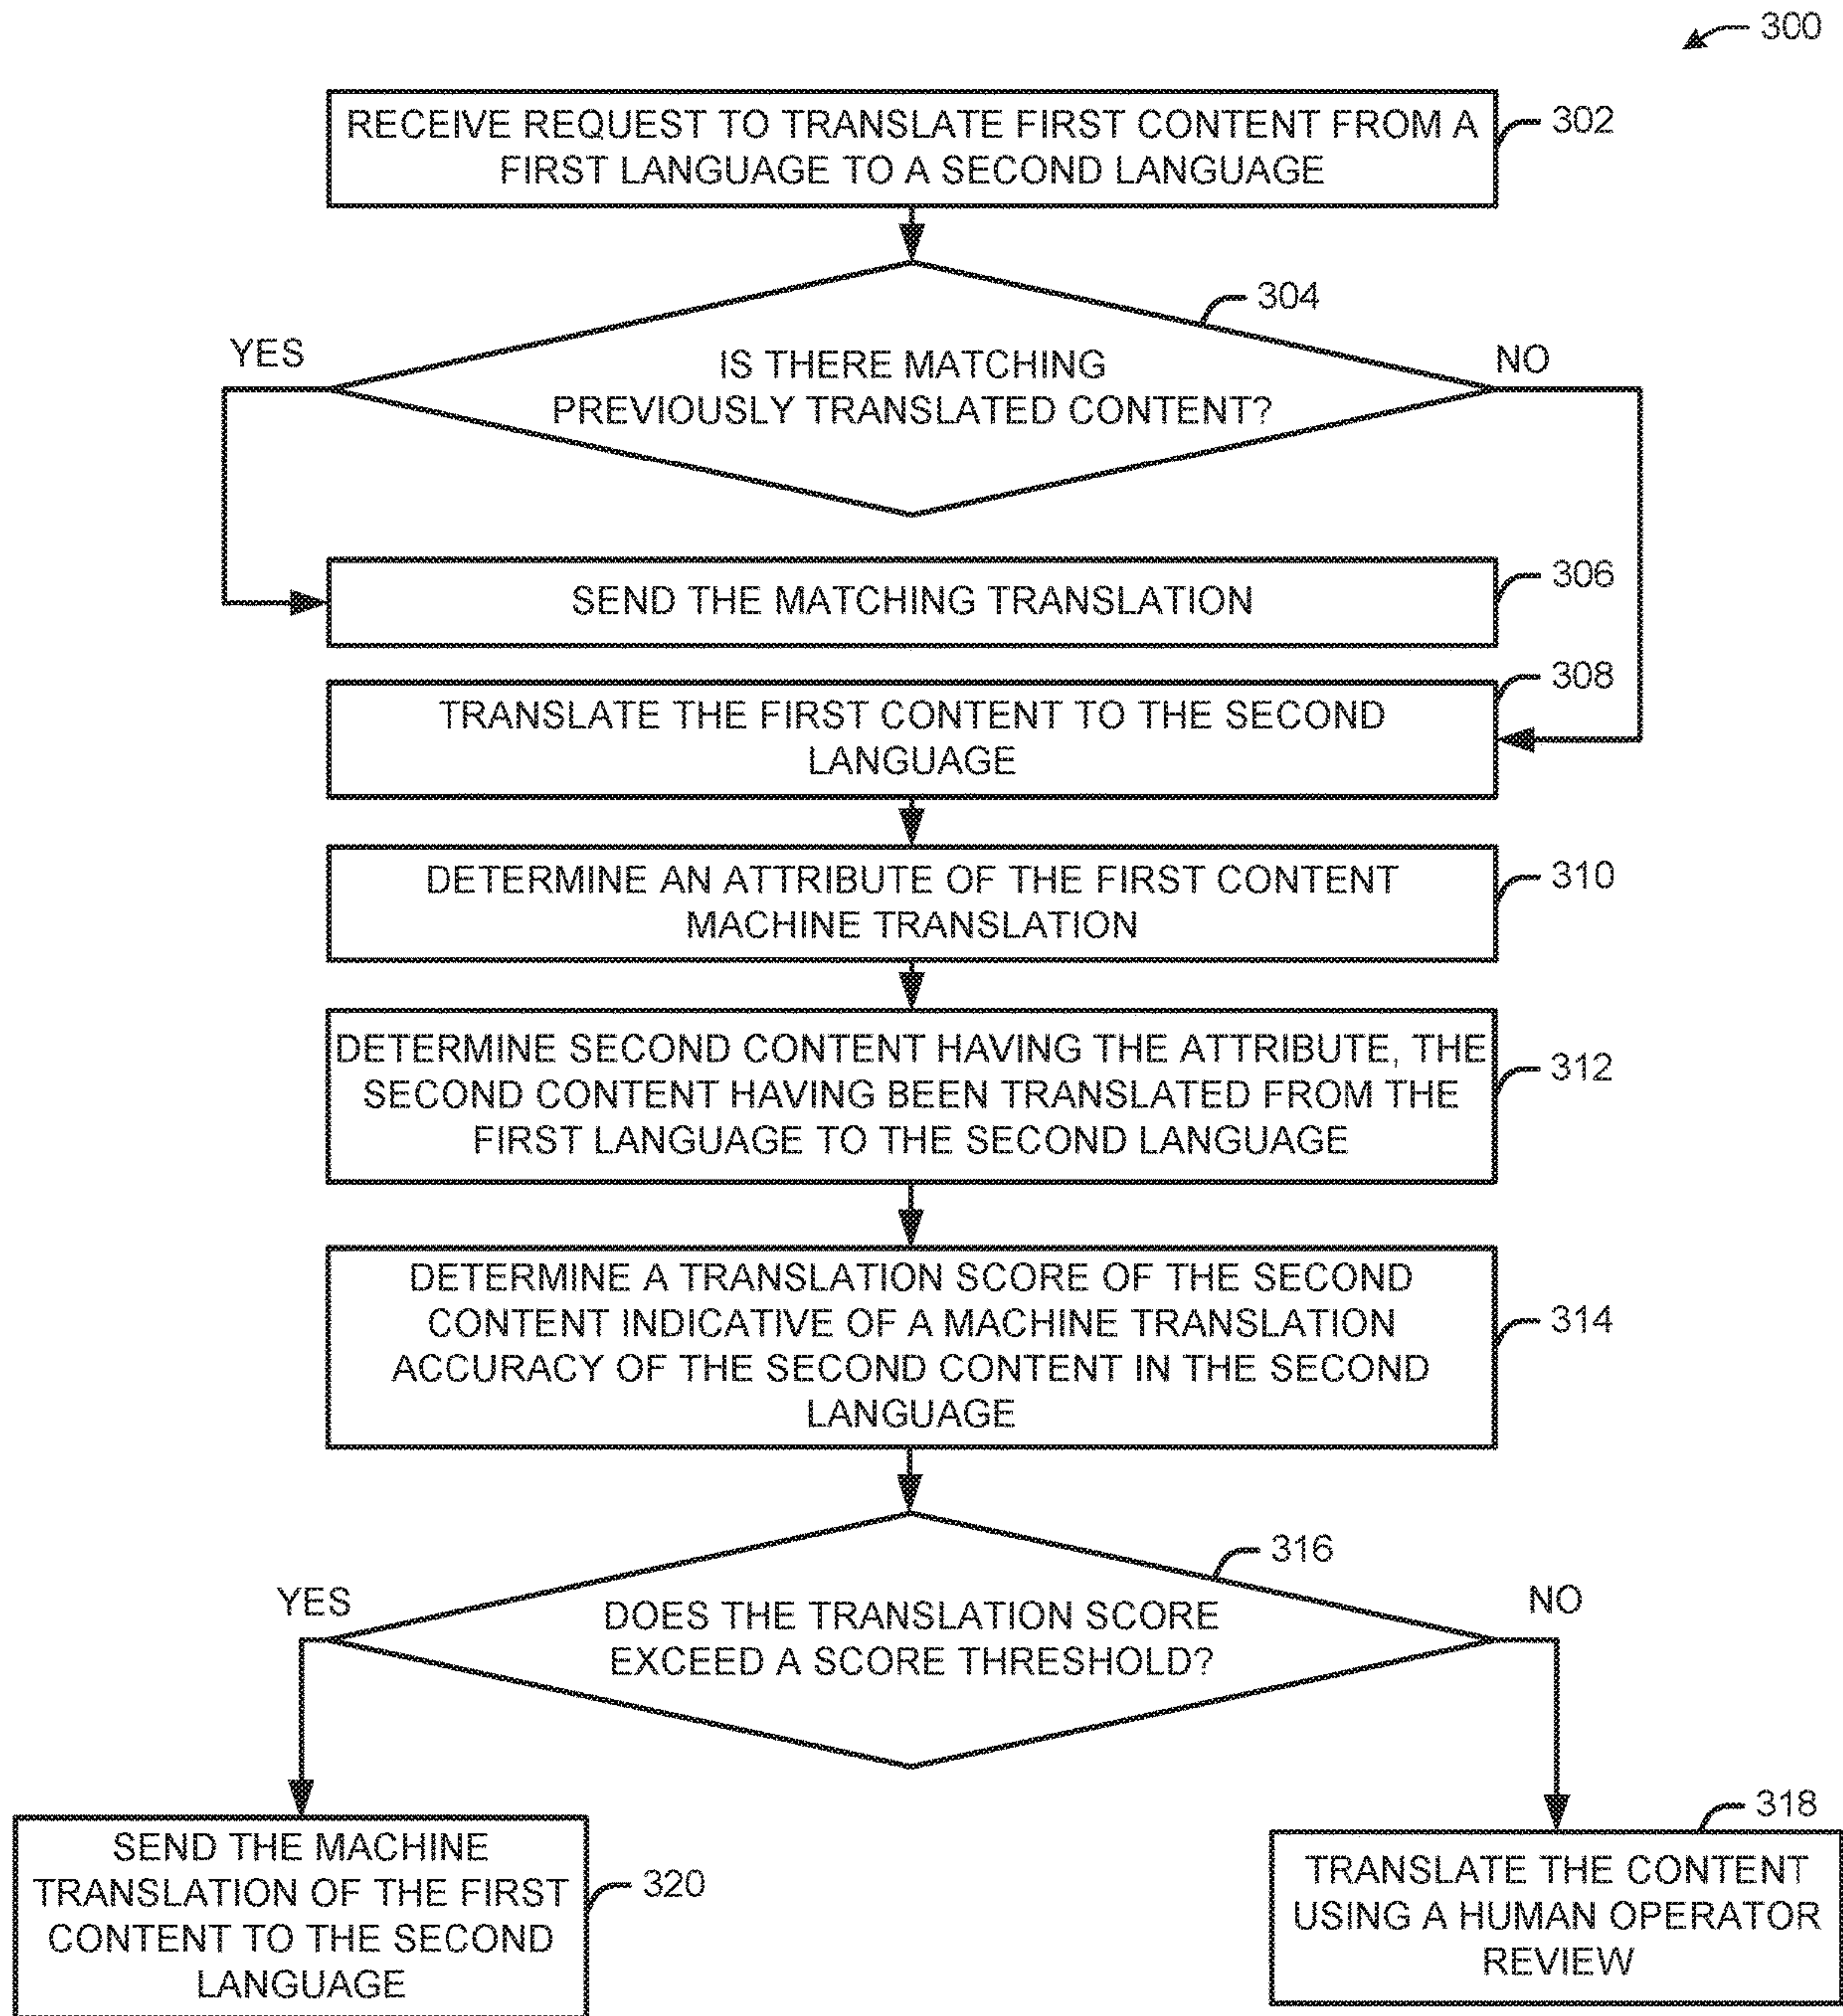 300
RECEIVE REQUEST TO TRANSLATE FIRST CONTENT FROM A
FIRST LANGUAGE TO A SECOND LANGUAGE
302
304
YES
NO
IS THERE MATCHING
PREVIOUSLY TRANSLATED CONTENT?
SEND THE MATCHING TRANSLATION
306
308
TRANSLATE THE FIRST CONTENT TO THE SECOND
LANGUAGE
DETERMINE AN ATTRIBUTE OF THE FIRST CONTENT
MACHINE TRANSLATION
310
DETERMINE SECOND CONTENT HAVING THE ATTRIBUTE, THE
SECOND CONTENT HAVING BEEN TRANSLATED FROM THE
FIRST LANGUAGE TO THE SECOND LANGUAGE
312
DETERMINE A TRANSLATION SCORE OF THE SECOND
CONTENT INDICATIVE OF A MACHINE TRANSLATION
ACCURACY OF THE SECOND CONTENT IN THE SECOND
LANGUAGE
314
316
YES
NO
DOES THE TRANSLATION SCORE
EXCEED A SCORE THRESHOLD?
SEND THE MACHINE
TRANSLATION OF THE FIRST
CONTENT TO THE SECOND
LANGUAGE
320
318
TRANSLATE THE CONTENT
USING A HUMAN OPERATOR
REVIEW